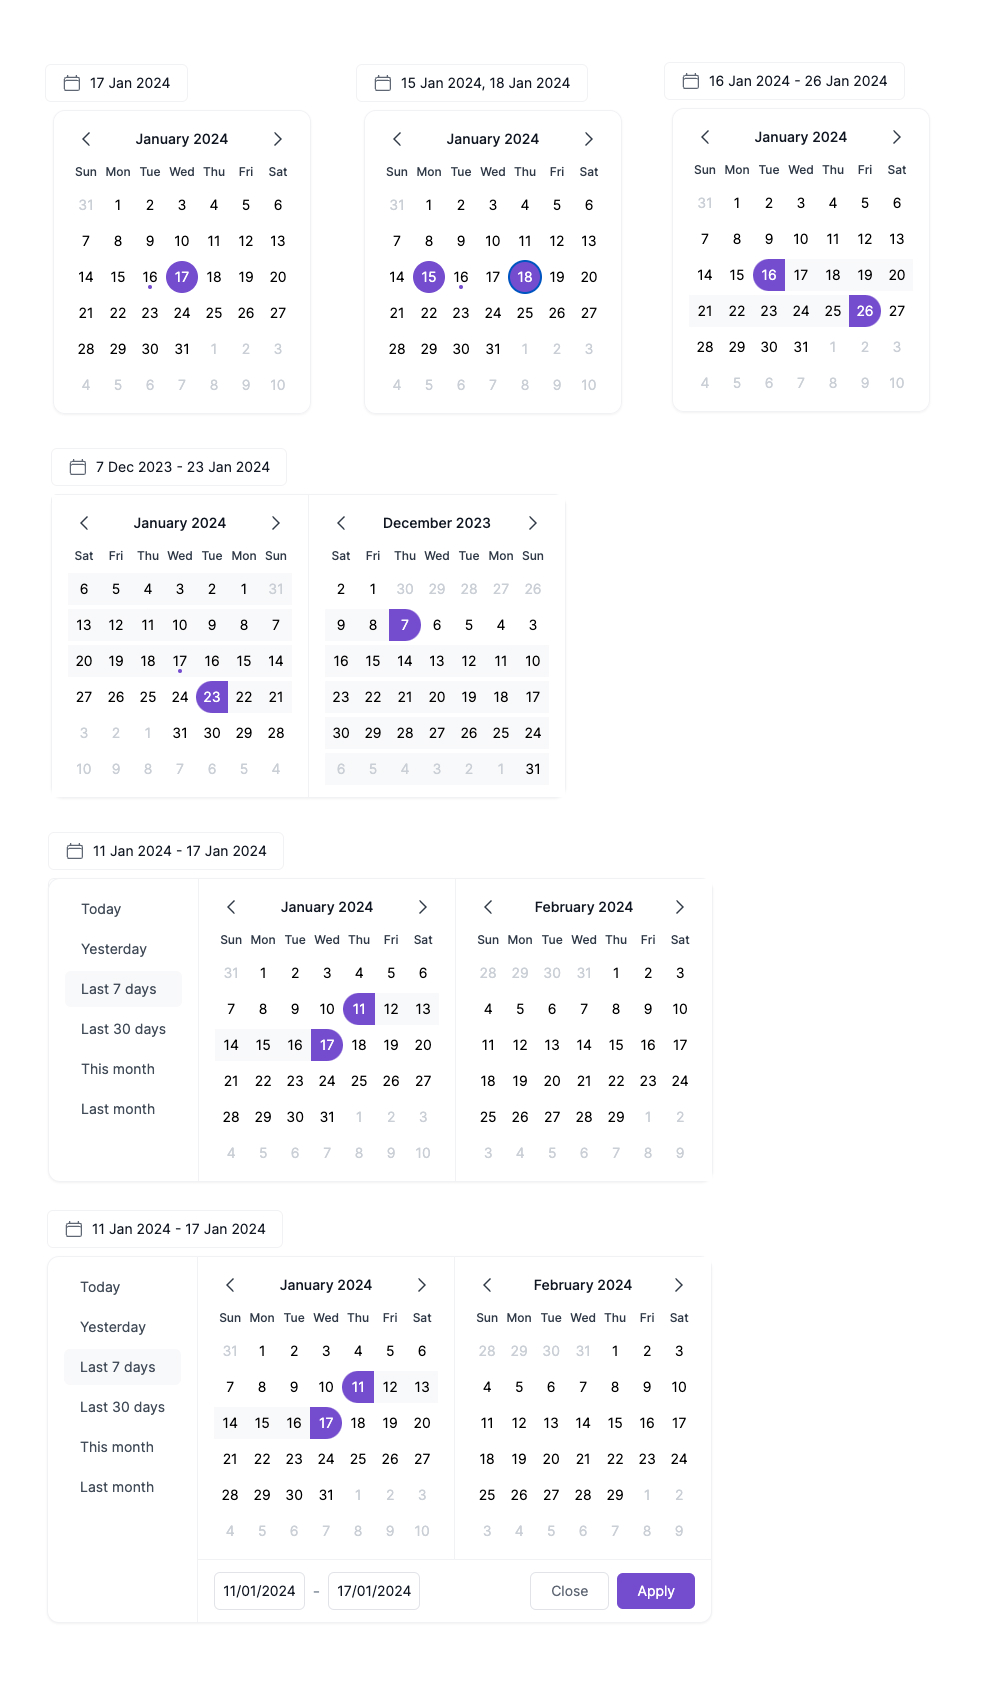 17 Jan 2024
January 2024
Sun Mon Tue Wed Thu Fri Sat
31 1 2 3 4 5 6
7 8 9 10 11 12 13
14 15 16 17 18 19 20
21 22 23 24 25 26 27
28 29 30 31 1 2 3
4 5 6 7 8 9 10
15 Jan 2024, 18 Jan 2024
January 2024
Sun Mon Tue Wed Thu Fri Sat
31 1 2 3 4 5 6
7 8 9 10 11 12 13
14 15 16 17 18 19 20
21 22 23 24 25 26 27
28 29 30 31 1 2 3
4 5 6 7 8 9 10
16 Jan 2024 - 26 Jan 2024
January 2024
Sun Mon Tue Wed Thu Fri Sat
31 1 2 3 4 5 6
7 8 9 10 11 12 13
14 15 16 17 18 19 20
21 22 23 24 25 26 27
28 29 30 31 1 2 3
4 5 6 7 8 9 10
7 Dec 2023 - 23 Jan 2024
January 2024
Sat Fri Thu Wed Tue Mon Sun
6 5 4 3 2 1 31
13 12 11 10 9 8 7
20 19 18 17 16 15 14
27 26 25 24 23 22 21
3 2 1 31 30 29 28
10 9 8 7 6 5 4
December 2023
Sat Fri Thu Wed Tue Mon Sun
2 1 30 29 28 27 26
9 8 7 6 5 4 3
16 15 14 13 12 11 10
23 22 21 20 19 18 17
30 29 28 27 26 25 24
6 5 4 3 2 1 31
11 Jan 2024 - 17 Jan 2024
Today
Yesterday
Last 7 days
Last 30 days
This month
Last month
January 2024
Sun Mon Tue Wed Thu Fri Sat
31 1 2 3 4 5 6
7 8 9 10 11 12 13
14 15 16 17 18 19 20
21 22 23 24 25 26 27
28 29 30 31 1 2 3
4 5 6 7 8 9 10
February 2024
Sun Mon Tue Wed Thu Fri Sat
28 29 30 31 1 2 3
4 5 6 7 8 9 10
11 12 13 14 15 16 17
18 19 20 21 22 23 24
25 26 27 28 29 1 2
3 4 5 6 7 8 9
11 Jan 2024 - 17 Jan 2024
Today
Yesterday
Last 7 days
Last 30 days
This month
Last month
January 2024
Sun Mon Tue Wed Thu Fri Sat
31 1 2 3 4 5 6
7 8 9 10 11 12 13
14 15 16 17 18 19 20
21 22 23 24 25 26 27
28 29 30 31 1 2 3
4 5 6 7 8 9 10
February 2024
Sun Mon Tue Wed Thu Fri Sat
28 29 30 31 1 2 3
4 5 6 7 8 9 10
11 12 13 14 15 16 17
18 19 20 21 22 23 24
25 26 27 28 29 1 2
3 4 5 6 7 8 9
11/01/2024 - 17/01/2024 Close Apply